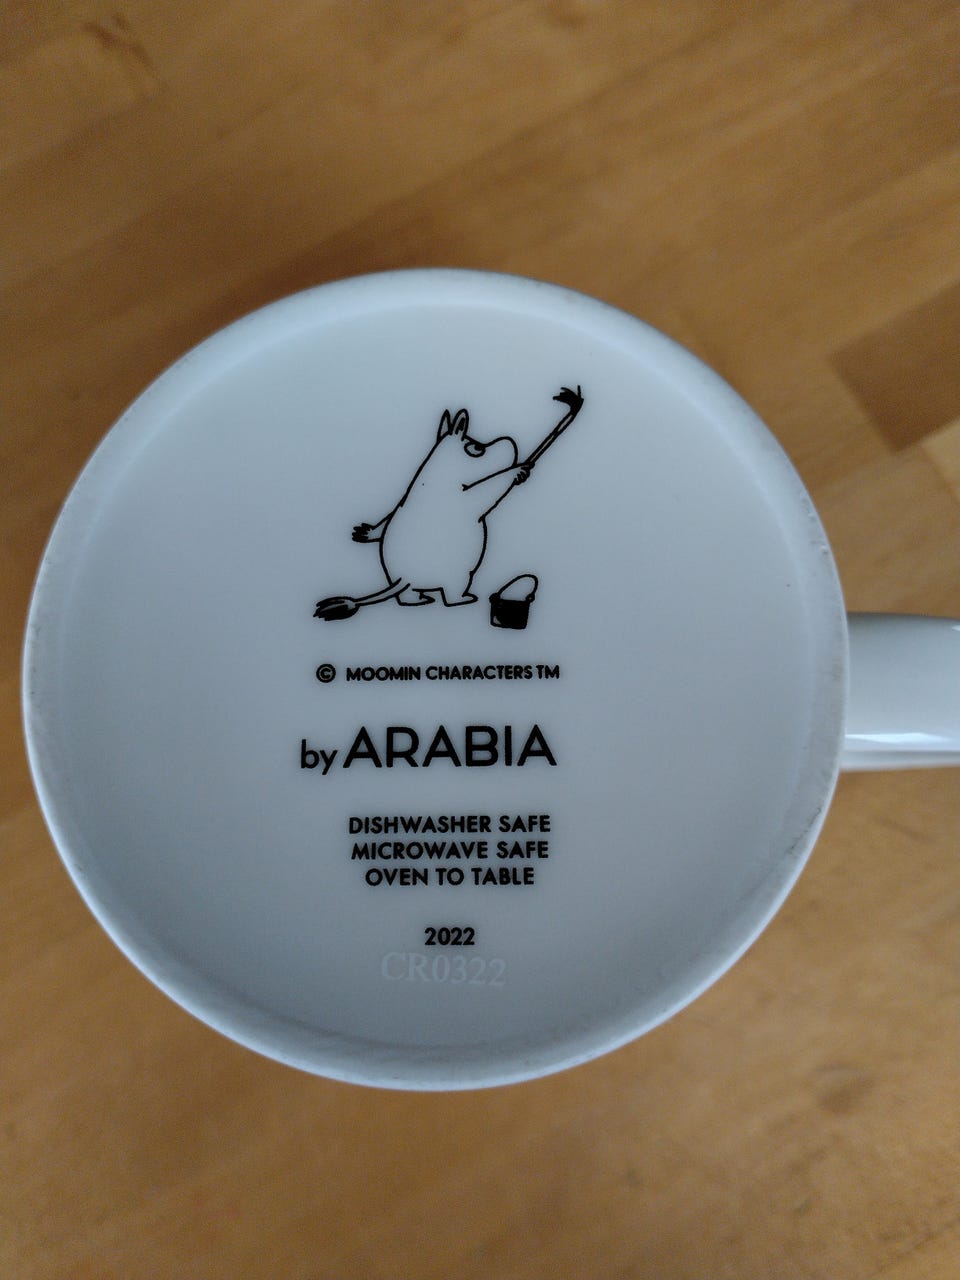 © MOOMIN CHARACTERS TM
by ARABIA
DISHWASHER SAFE
MICROWAVE SAFE
OVEN TO TABLE
2022
CR0322